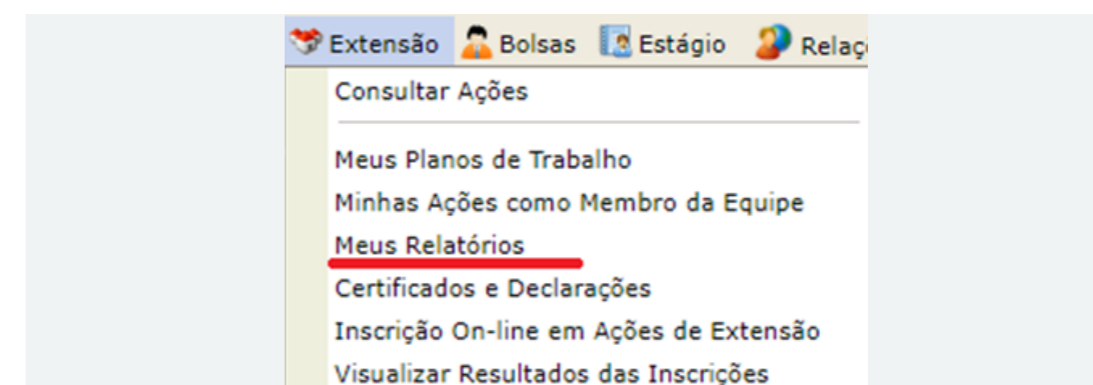 Extensão Bolsas Estágio Relaç
Consultar Ações
Meus Planos de Trabalho
Minhas Ações como Membro da Equipe
Meus Relatórios
Certificados e Declarações
Inscrição On-line em Ações de Extensão
Visualizar Resultados das Inscrições